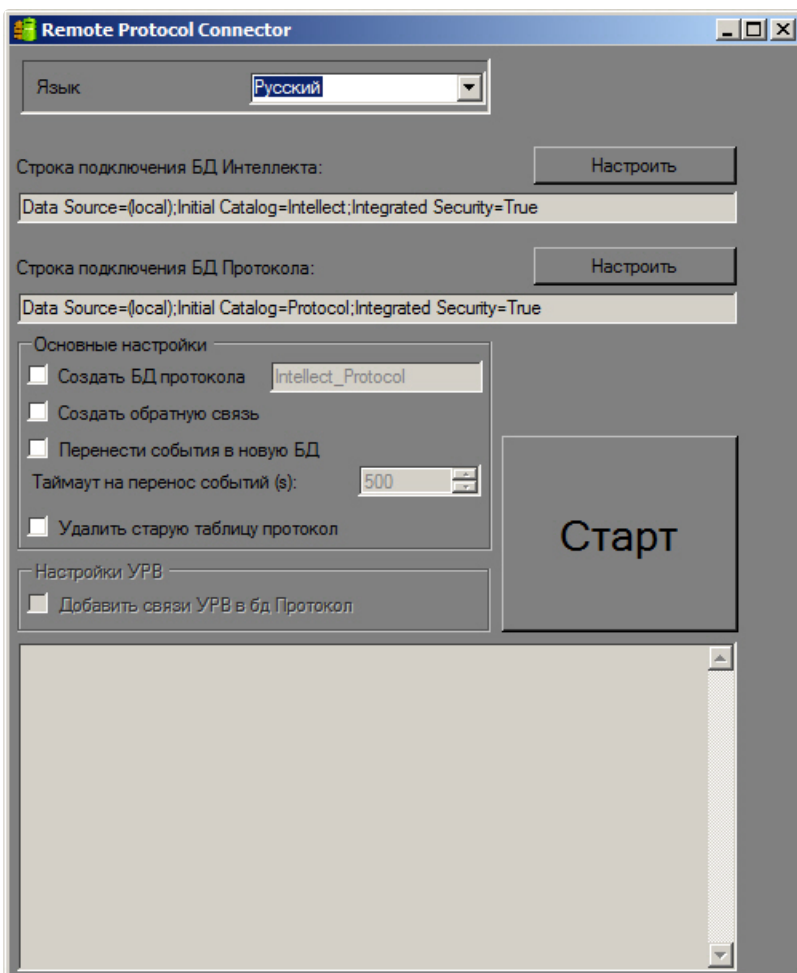 Remote Protocol Connector
Язык Русский
Строка подключения БД Интеллекта: Настроить
Data Source=(local);Initial Catalog=Intellect;Integrated Security=True
Строка подключения БД Протокола: Настроить
Data Source=(local);Initial Catalog=Protocol;Integrated Security=True
Основные настройки
Создать БД протокола Intellect_Protocol
Создать обратную связь
Перенести события в новую БД
Таймаут на перенос событий (s): 500
Удалить старую таблицу протокол
Старт
Настройки УРВ
Добавить связи УРВ в бд Протокол